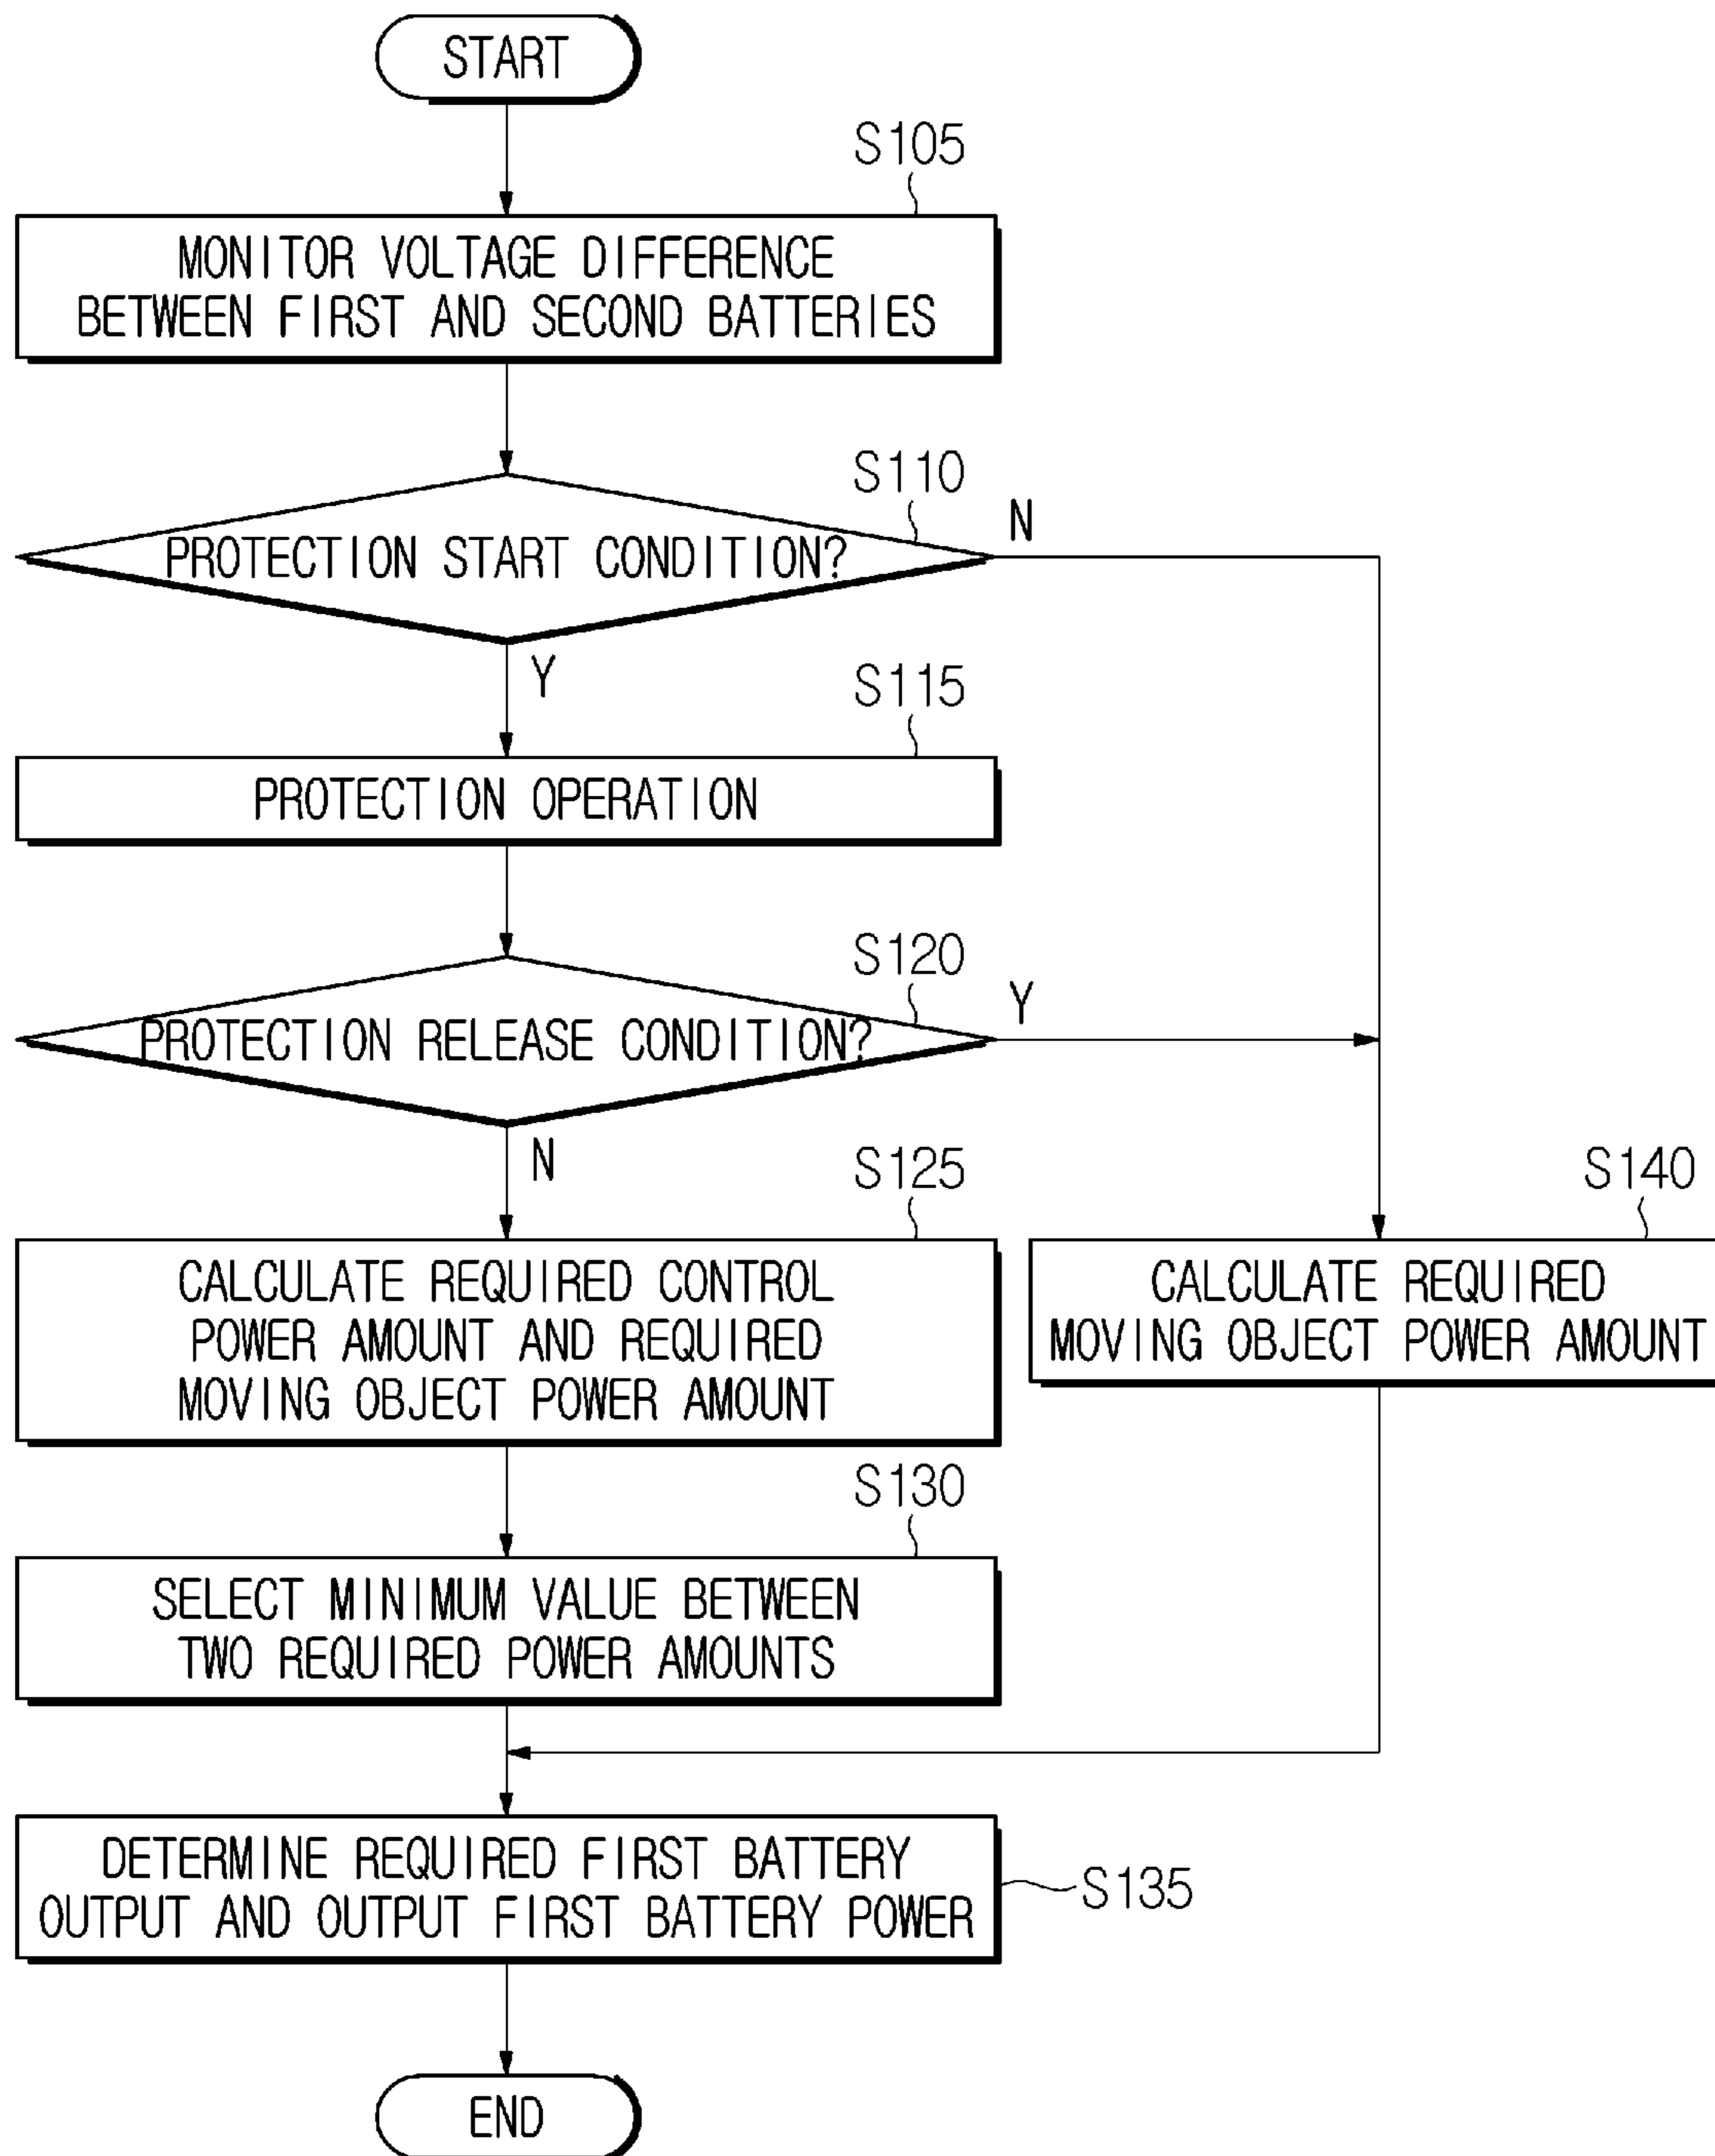 START
S105
MONITOR VOLTAGE DIFFERENCE
BETWEEN FIRST AND SECOND BATTERIES
S110
PROTECTION START CONDITION?
N
Y
S115
PROTECTION OPERATION
S120
PROTECTION RELEASE CONDITION?
Y
N
S125
CALCULATE REQUIRED CONTROL
POWER AMOUNT AND REQUIRED
MOVING OBJECT POWER AMOUNT
S140
CALCULATE REQUIRED
MOVING OBJECT POWER AMOUNT
S130
SELECT MINIMUM VALUE BETWEEN
TWO REQUIRED POWER AMOUNTS
DETERMINE REQUIRED FIRST BATTERY
OUTPUT AND OUTPUT FIRST BATTERY POWER
S135
END